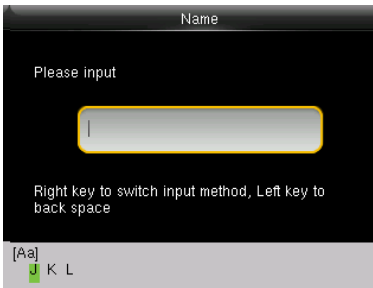 Name
Please input
Right key to switch input method, Left key to
back space
[Aa]
J K L